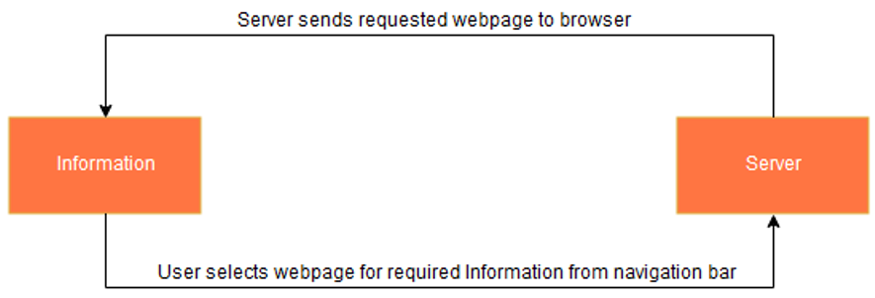 Server sends requested webpage to browser
Information
Server
User selects webpage for required Information from navigation bar